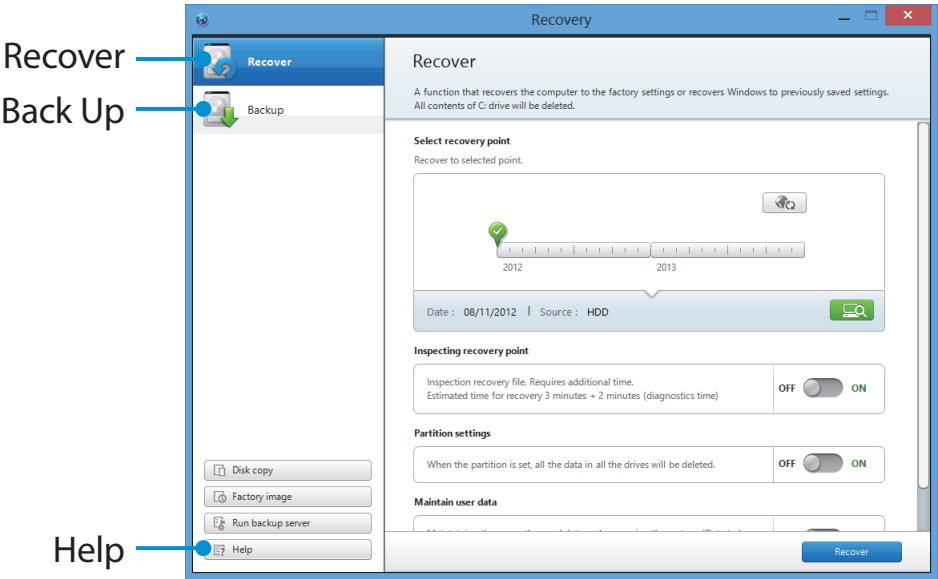 Recovery
Recover
Back Up
Help
Recover
Backup
Disk copy
Factory image
Run backup server
Help
Recover
A function that recovers the computer to the factory settings or recovers Windows to previously saved settings.
All contents of C: drive will be deleted.
Select recovery point
Recover to selected point.
2012 2013
Date : 08/11/2012 | Source : HDD
Inspecting recovery point
Inspection recovery file. Requires additional time.
Estimated time for recovery 3 minutes + 2 minutes (diagnostics time)
OFF ON
Partition settings
When the partition is set, all the data in all the drives will be deleted.
OFF ON
Maintain user data
Recover